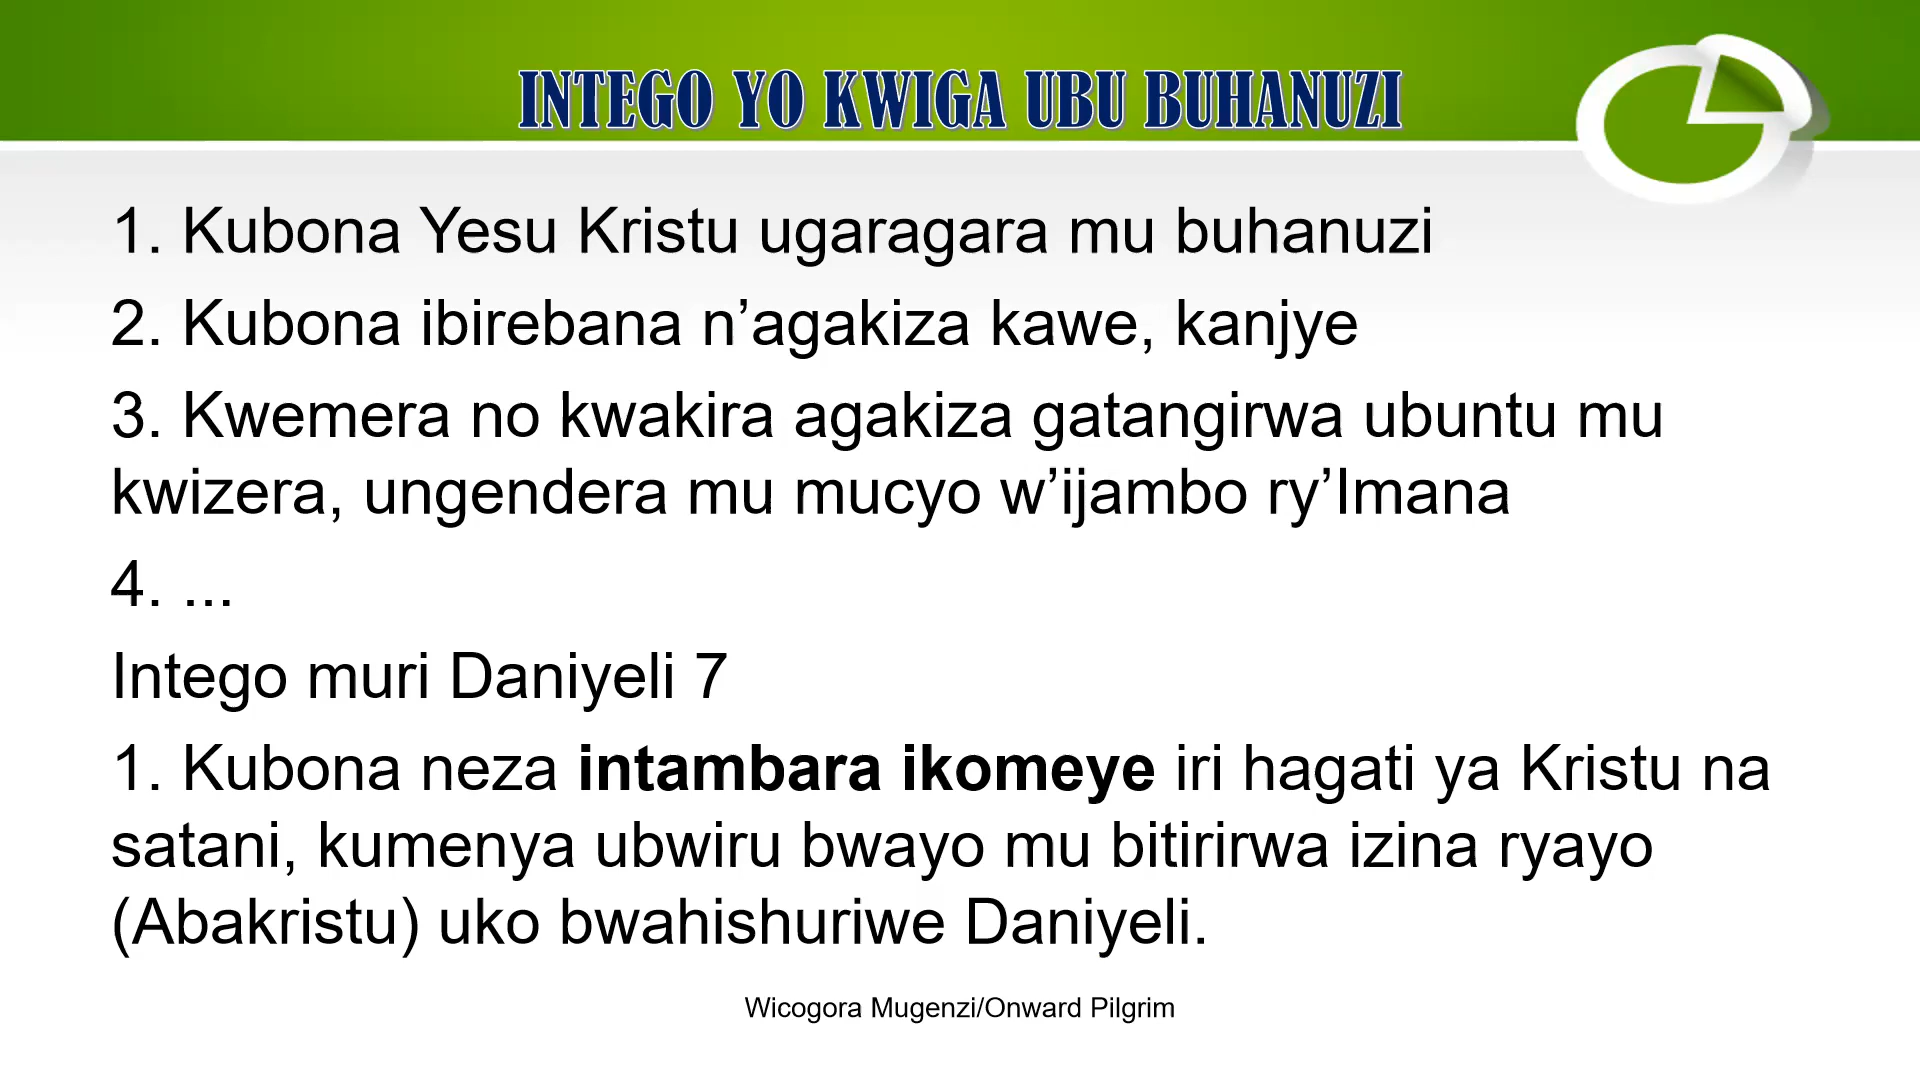 INTEGO YO KWIGA UBU BUHANUZI
1. Kubona Yesu Kristu ugaragara mu buhanuzi
2. Kubona ibirebana n’agakiza kawe, kanjye
3. Kwemera no kwakira agakiza gatangirwa ubuntu mu
kwizera, ungendera mu mucyo w’ijambo ry’Imana
4. ...
Intego muri Daniyeli 7
1. Kubona neza intambara ikomeye iri hagati ya Kristu na
satani, kumenya ubwiru bwayo mu bitirirwa izina ryayo
(Abakristu) uko bwahishuriwe Daniyeli.
Wicogora Mugenzi/Onward Pilgrim